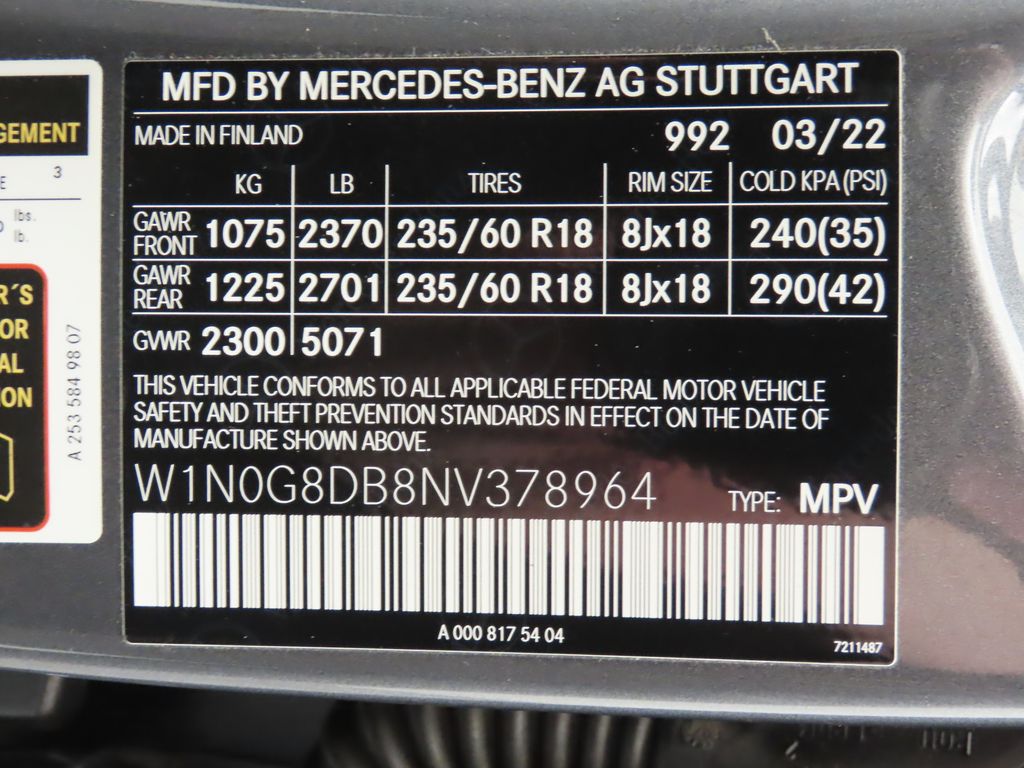 MFD BY MERCEDES-BENZ AG STUTTGART
MADE IN FINLAND 992 03/22
KG LB TIRES RIM SIZE COLD KPA (PSI)
GAWR FRONT 1075 2370 235/60 R18 8Jx18 240(35)
GAWR REAR 1225 2701 235/60 R18 8Jx18 290(42)
GVWR 2300 5071
THIS VEHICLE CONFORMS TO ALL APPLICABLE FEDERAL MOTOR VEHICLE
SAFETY AND THEFT PREVENTION STANDARDS IN EFFECT ON THE DATE OF
MANUFACTURE SHOWN ABOVE.
W1N0G8DB8NV378964 TYPE: MPV
A 000 817 54 04
7211487
GEMENT
3
lbs.
lb.
R´S
OR
AL
ON
A 253 584 98 07